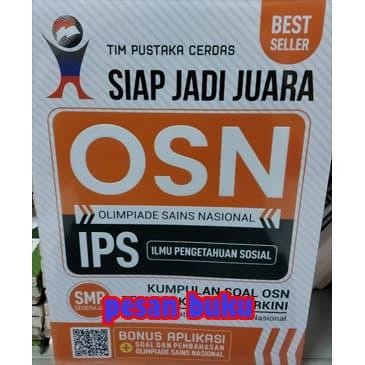 BEST
SELLER
TIM PUSTAKA CERDAS
SIAP JADI JUARA
OSN
OLIMPIADE SAINS NASIONAL
IPS
ILMU PENGETAHUAN SOSIAL
SMP
KUMPULAN SOAL OSN
pesan buku
Nasional
BONUS APLIKASI
+ SOAL DAN PEMBAHASAN
OLIMPIADE SAINS NASIONAL